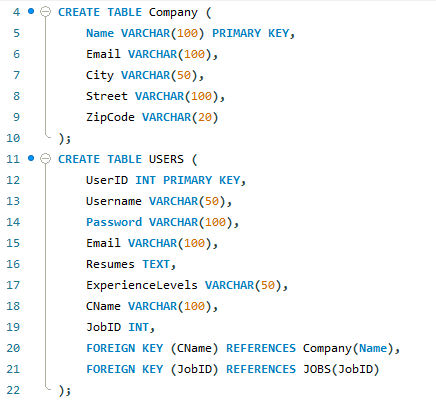 4 CREATE TABLE Company (
5 Name VARCHAR(100) PRIMARY KEY,
6 Email VARCHAR(100),
7 City VARCHAR(50),
8 Street VARCHAR(100),
9 ZipCode VARCHAR(20)
10 );
11 CREATE TABLE USERS (
12 UserID INT PRIMARY KEY,
13 Username VARCHAR(50),
14 Password VARCHAR(100),
15 Email VARCHAR(100),
16 Resumes TEXT,
17 ExperienceLevels VARCHAR(50),
18 CName VARCHAR(100),
19 JobID INT,
20 FOREIGN KEY (CName) REFERENCES Company(Name),
21 FOREIGN KEY (JobID) REFERENCES JOBS(JobID)
22 );